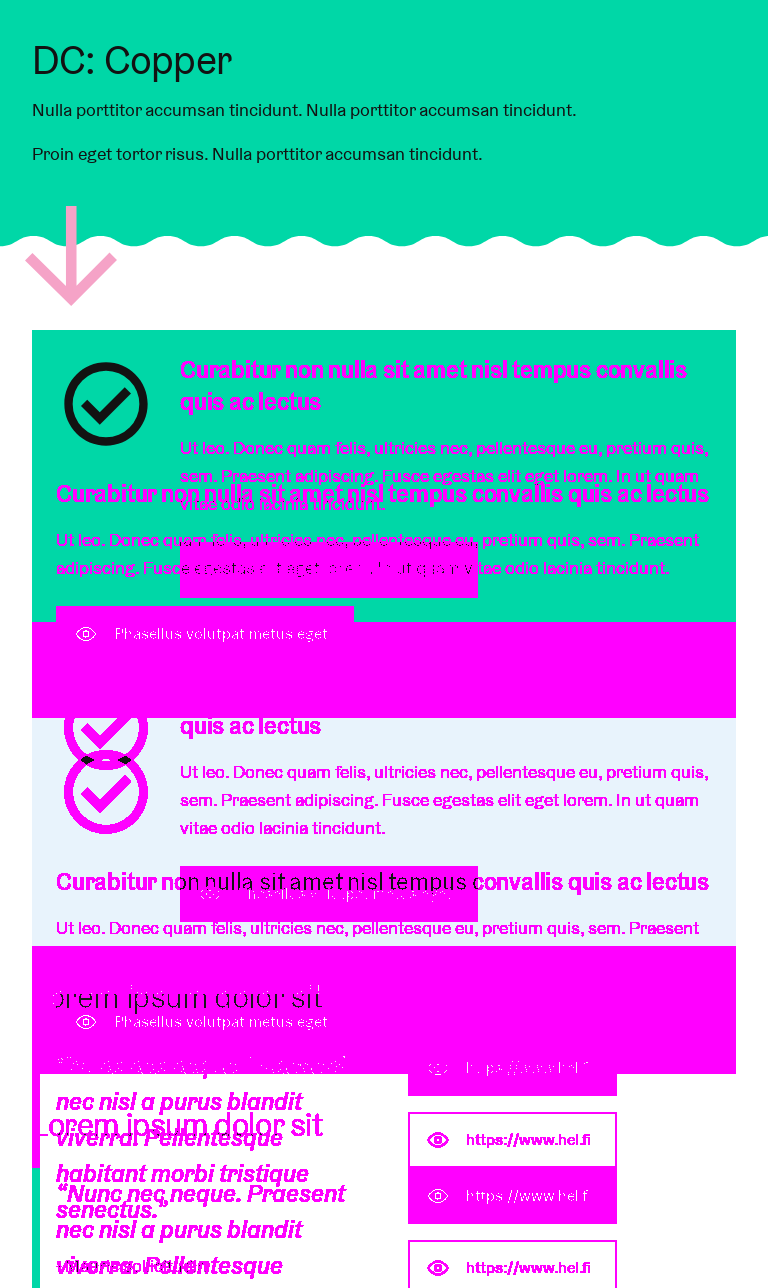 DC: Copper
Nulla porttitor accumsan tincidunt. Nulla porttitor accumsan tincidunt.
Proin eget tortor risus. Nulla porttitor accumsan tincidunt.
Curabitur non nulla sit amet nisl tempus convallis
quis ac lectus
Ut leo. Donec quam felis, ultricies nec, pellentesque eu, pretium quis,
sem. Praesent adipiscing. Fusce egestas elit eget lorem. In ut quam
Curabitur non nulla sit amet nisl tempus convallis quis ac lectus
vitae odio lacinia tincidunt.
Ut leo. Donec quam felis, ultricies nec, pellentesque eu, pretium quis, sem. Praesent
adipiscing. Fusce egestas elit eget lorem. In ut quam vitae odio lacinia tincidunt.
Phasellus volutpat metus eget
quis ac lectus
Ut leo. Donec quam felis, ultricies nec, pellentesque eu, pretium quis,
sem. Praesent adipiscing. Fusce egestas elit eget lorem. In ut quam
vitae odio lacinia tincidunt.
Curabitur non nulla sit amet nisl tempus convallis quis ac lectus
Ut leo. Donec quam felis, ultricies nec, pellentesque eu, pretium quis, sem. Praesent
Lorem ipsum dolor sit
Phasellus volutpat metus eget
https://www.hel.fi
nec nisl a purus blandit
Lorem ipsum dolor sit
viverra. Pellentesque
https://www.hel.fi
habitant morbi tristique
“Nunc nec neque. Praesent
https://www.hel.fi
senectus.”
nec nisl a purus blandit
viverra. Pellentesque
https://www.hel.fi